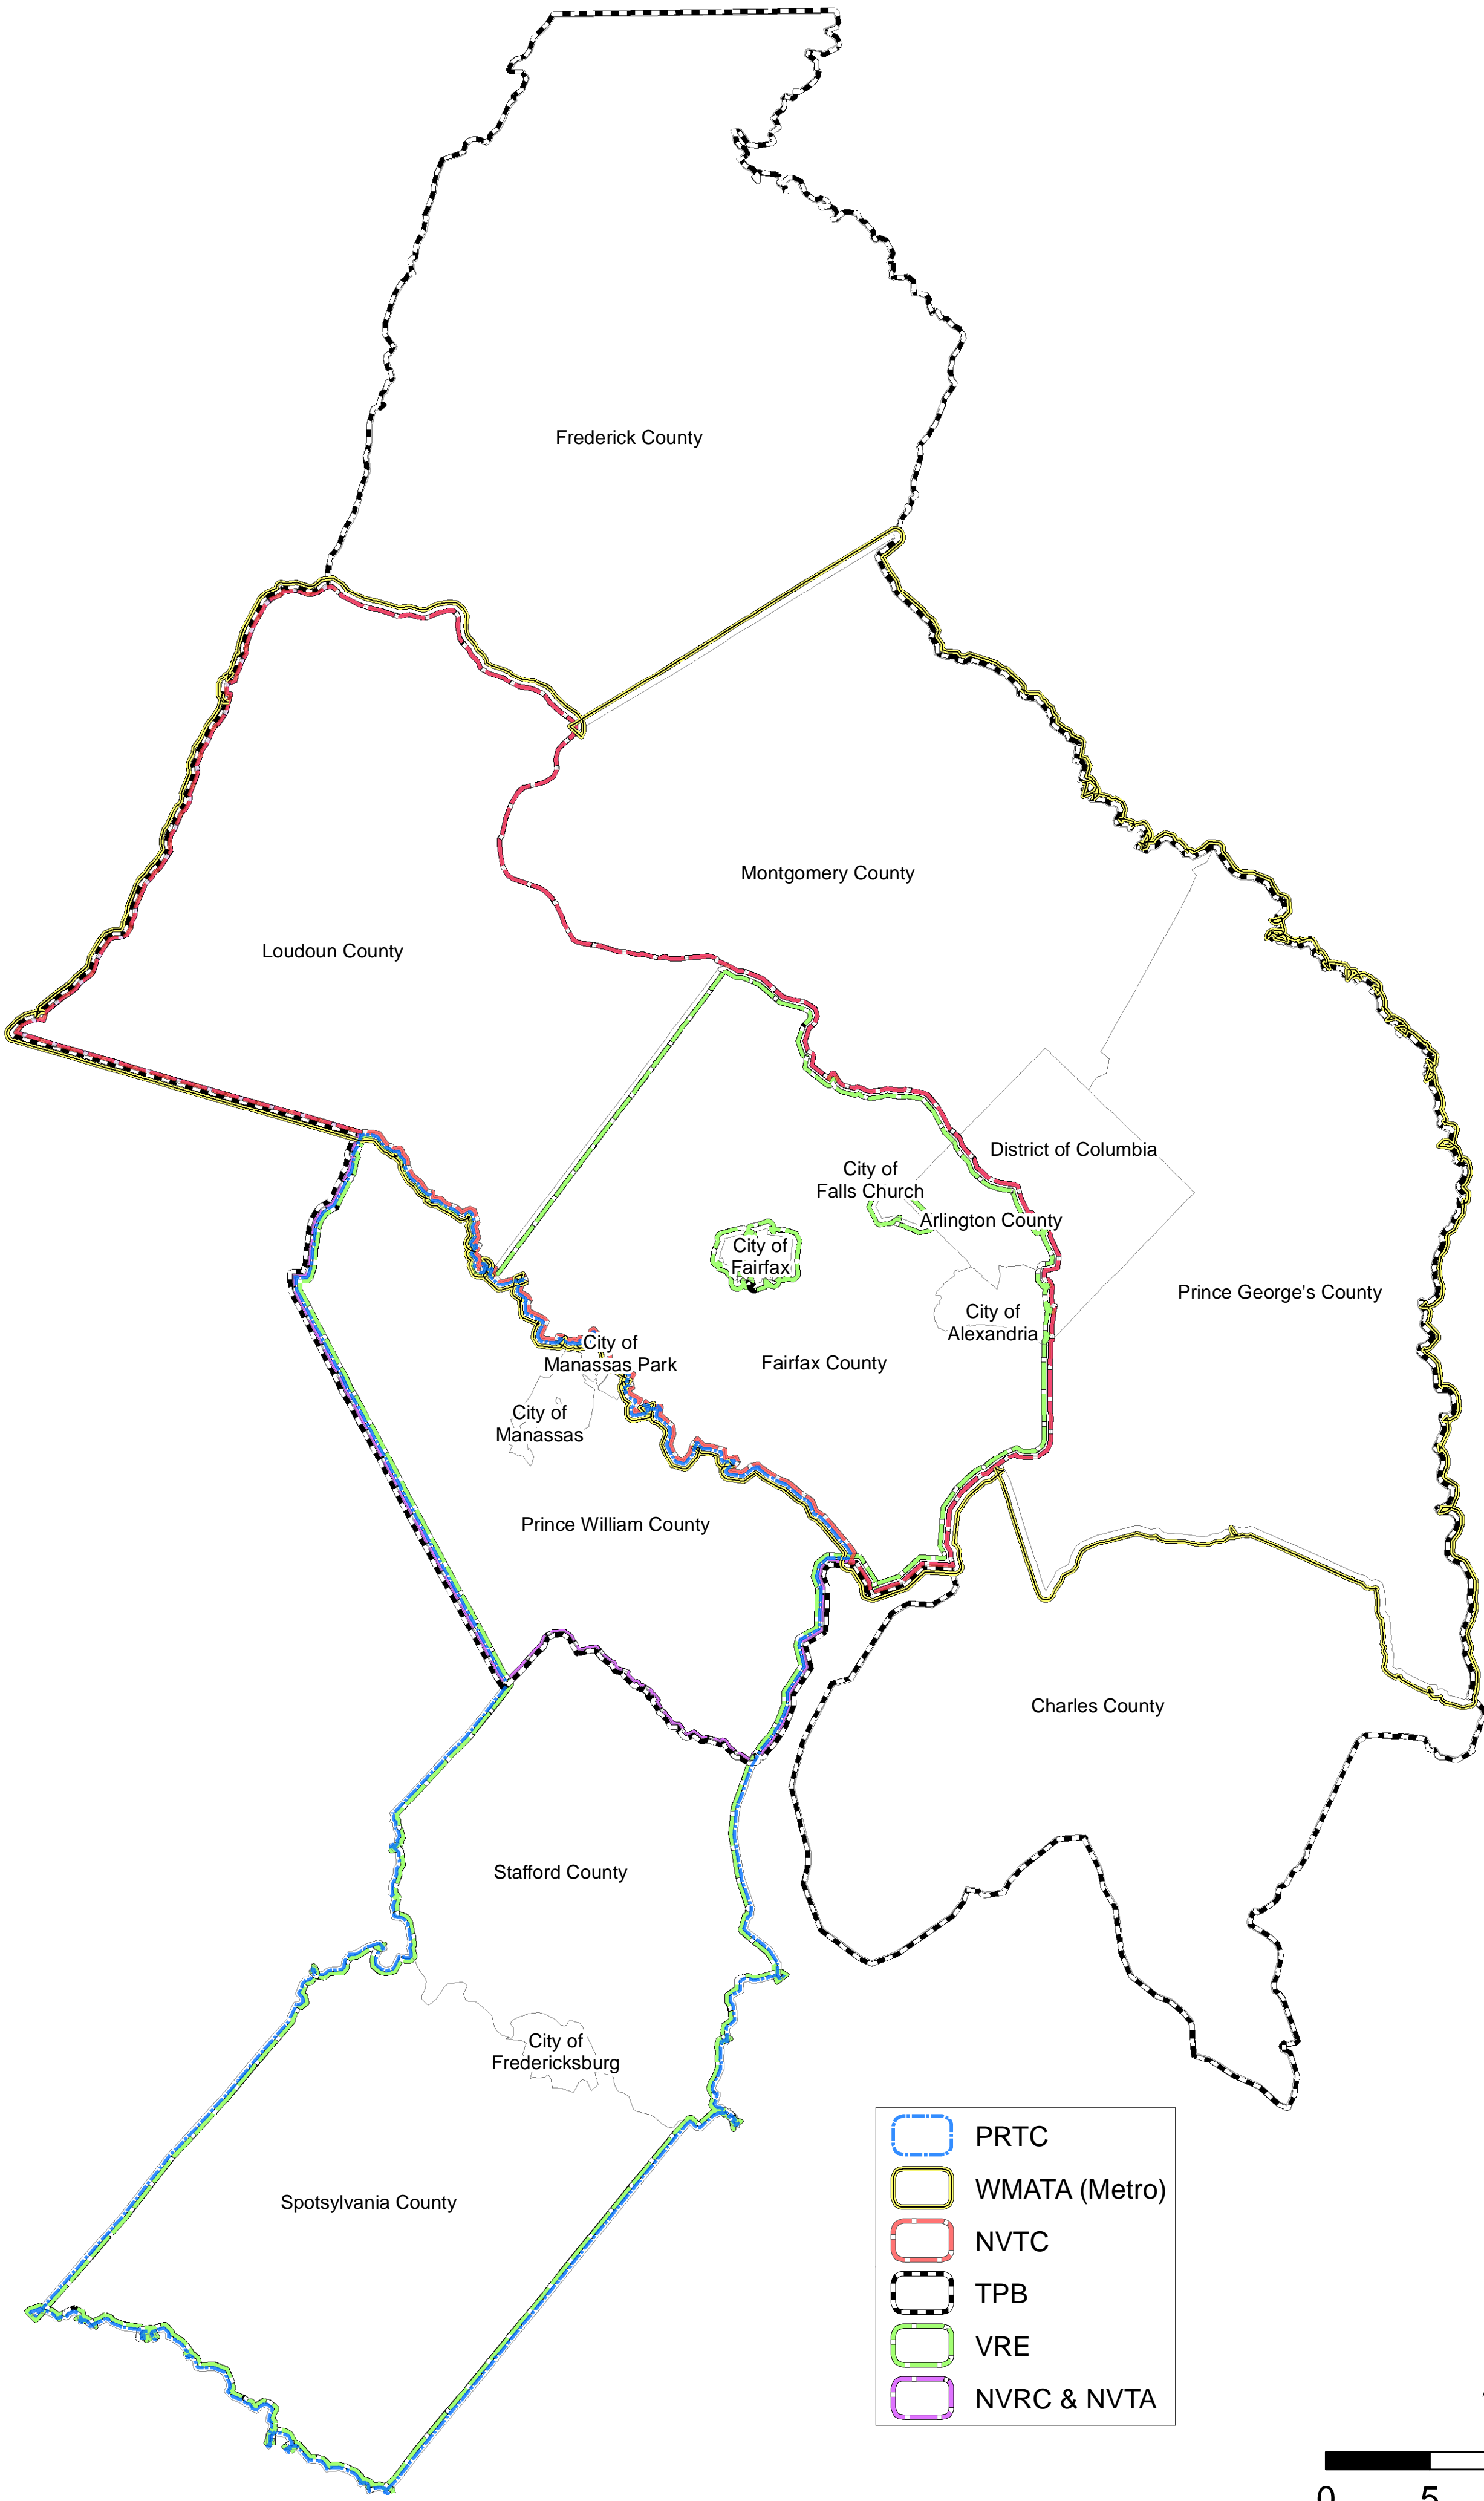 Frederick County
Montgomery County
Loudoun County
District of Columbia
City of
Falls Church
Arlington County
City of
Fairfax
Prince George's County
City of
Alexandria
City of
Manassas Park
Fairfax County
City of
Manassas
Prince William County
Charles County
Stafford County
City of
Fredericksburg
Spotsylvania County
PRTC
WMATA (Metro)
NVTC
TPB
VRE
NVRC & NVTA
0 5